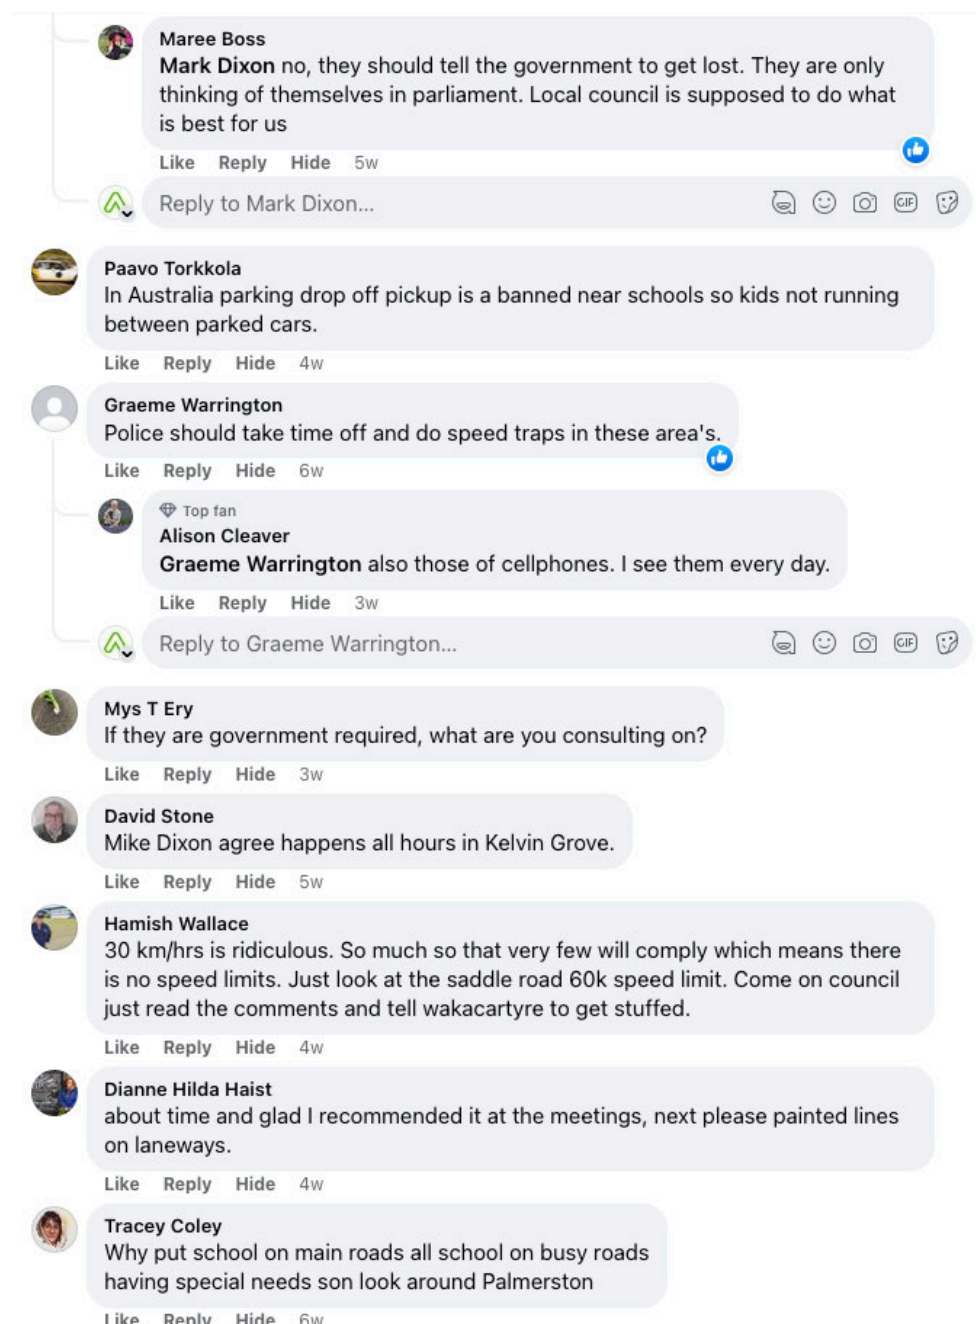 Maree Boss
Mark Dixon no, they should tell the government to get lost. They are only
thinking of themselves in parliament. Local council is supposed to do what
is best for us
Like Reply Hide 5w
Reply to Mark Dixon...
GIF
Paavo Torkkola
In Australia parking drop off pickup is a banned near schools so kids not running
between parked cars.
Like Reply Hide 4w
Graeme Warrington
Police should take time off and do speed traps in these area's.
Like Reply Hide 6w
Top fan
Alison Cleaver
Graeme Warrington also those of cellphones. I see them every day.
Like Reply Hide 3w
Reply to Graeme Warrington...
GIF
Mys T Ery
If they are government required, what are you consulting on?
Like Reply Hide 3w
David Stone
Mike Dixon agree happens all hours in Kelvin Grove.
Like Reply Hide 5w
Hamish Wallace
30 km/hrs is ridiculous. So much so that very few will comply which means there
is no speed limits. Just look at the saddle road 60k speed limit. Come on council
just read the comments and tell wakacartyre to get stuffed.
Like Reply Hide 4w
Dianne Hilda Haist
about time and glad I recommended it at the meetings, next please painted lines
on laneways.
Like Reply Hide 4w
Tracey Coley
Why put school on main roads all school on busy roads
having special needs son look around Palmerston
Like Reply Hide 6w